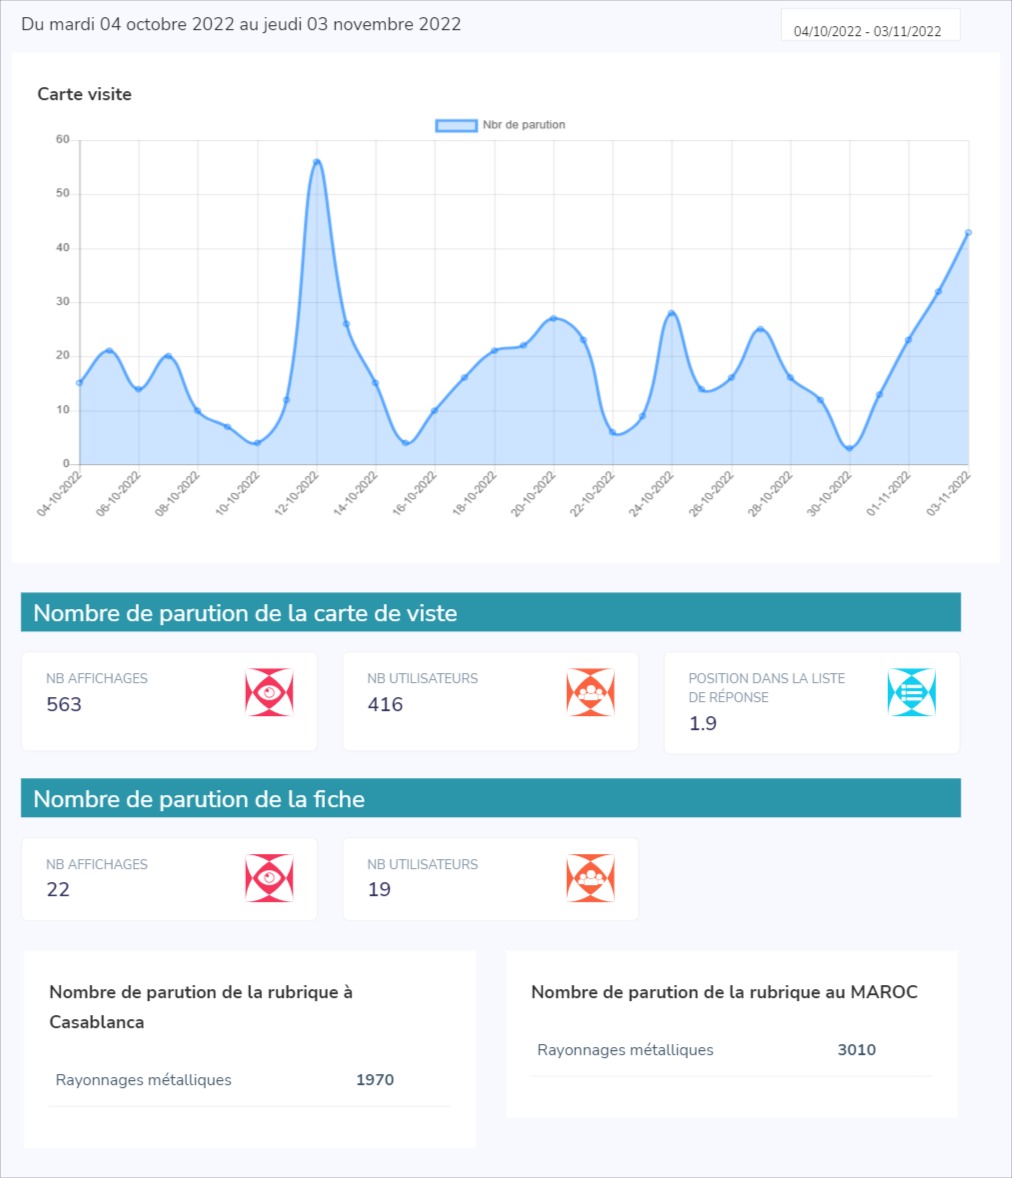 Du mardi 04 octobre 2022 au jeudi 03 novembre 2022
04/10/2022 - 03/11/2022
Carte visite
Nbr de parution
60
50
40
30
20
10
0
04-10-2022
06-10-2022
08-10-2022
10-10-2022
12-10-2022
14-10-2022
16-10-2022
18-10-2022
20-10-2022
22-10-2022
24-10-2022
26-10-2022
28-10-2022
30-10-2022
01-11-2022
03-11-2022
Nombre de parution de la carte de viste
NB AFFICHAGES
563
NB UTILISATEURS
416
POSITION DANS LA LISTE
DE RÉPONSE
1.9
Nombre de parution de la fiche
NB AFFICHAGES
22
NB UTILISATEURS
19
Nombre de parution de la rubrique à
Casablanca
Rayonnages métalliques 1970
Nombre de parution de la rubrique au MAROC
Rayonnages métalliques 3010